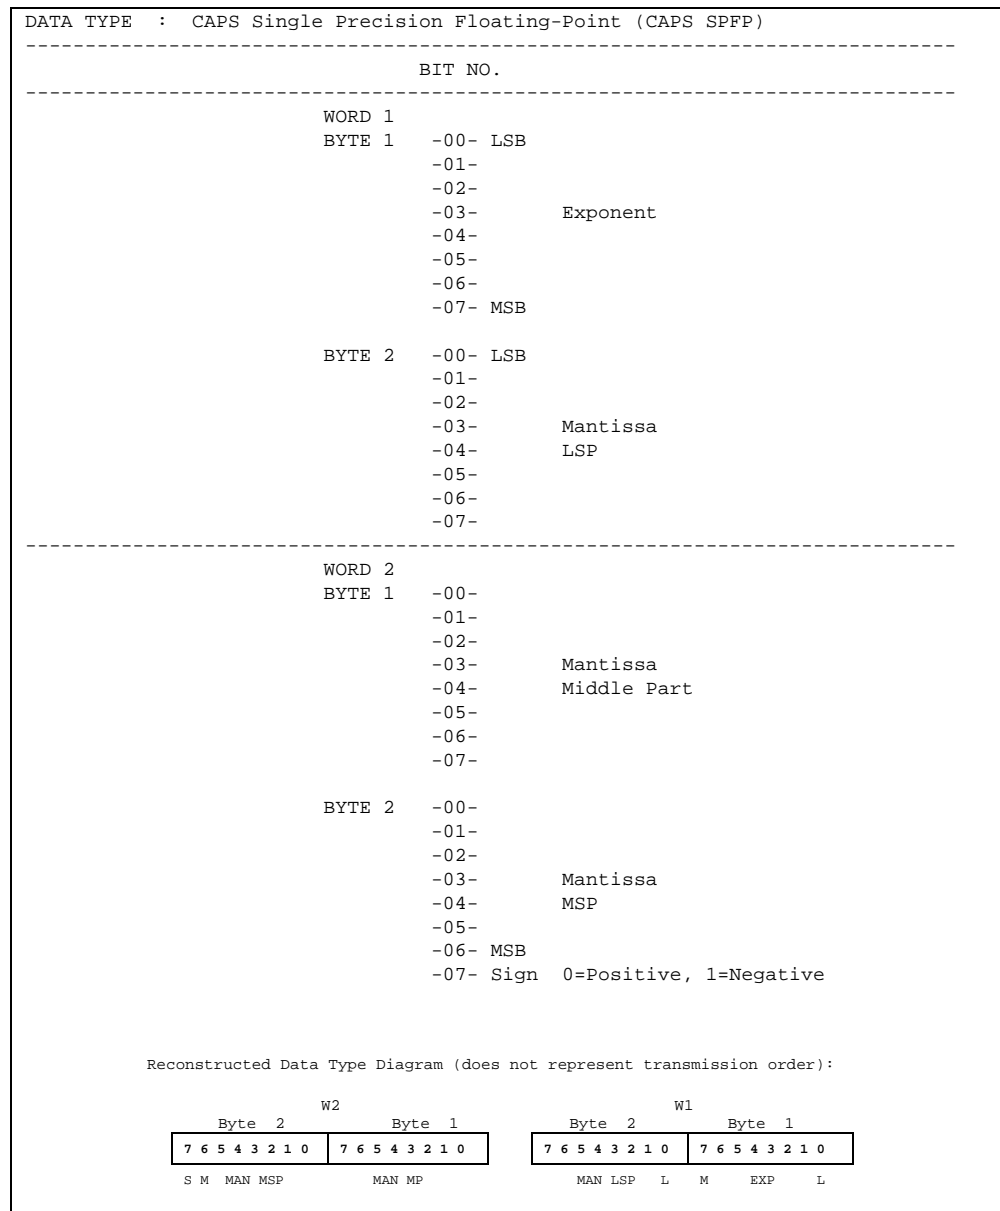 DATA TYPE : CAPS Single Precision Floating-Point (CAPS SPFP)
--------------------------------------------------------------------------------
BIT NO.
--------------------------------------------------------------------------------
WORD 1
BYTE 1 -00- LSB
-01-
-02-
-03- Exponent
-04-
-05-
-06-
-07- MSB
BYTE 2 -00- LSB
-01-
-02-
-03- Mantissa
-04- LSP
-05-
-06-
-07-
--------------------------------------------------------------------------------
WORD 2
BYTE 1 -00-
-01-
-02-
-03- Mantissa
-04- Middle Part
-05-
-06-
-07-
BYTE 2 -00-
-01-
-02-
-03- Mantissa
-04- MSP
-05-
-06- MSB
-07- Sign 0=Positive, 1=Negative
Reconstructed Data Type Diagram (does not represent transmission order):
W2 W1
Byte 2 Byte 1 Byte 2 Byte 1
7 6 5 4 3 2 1 0 7 6 5 4 3 2 1 0 7 6 5 4 3 2 1 0 7 6 5 4 3 2 1 0
S M MAN MSP MAN MP MAN LSP L M EXP L